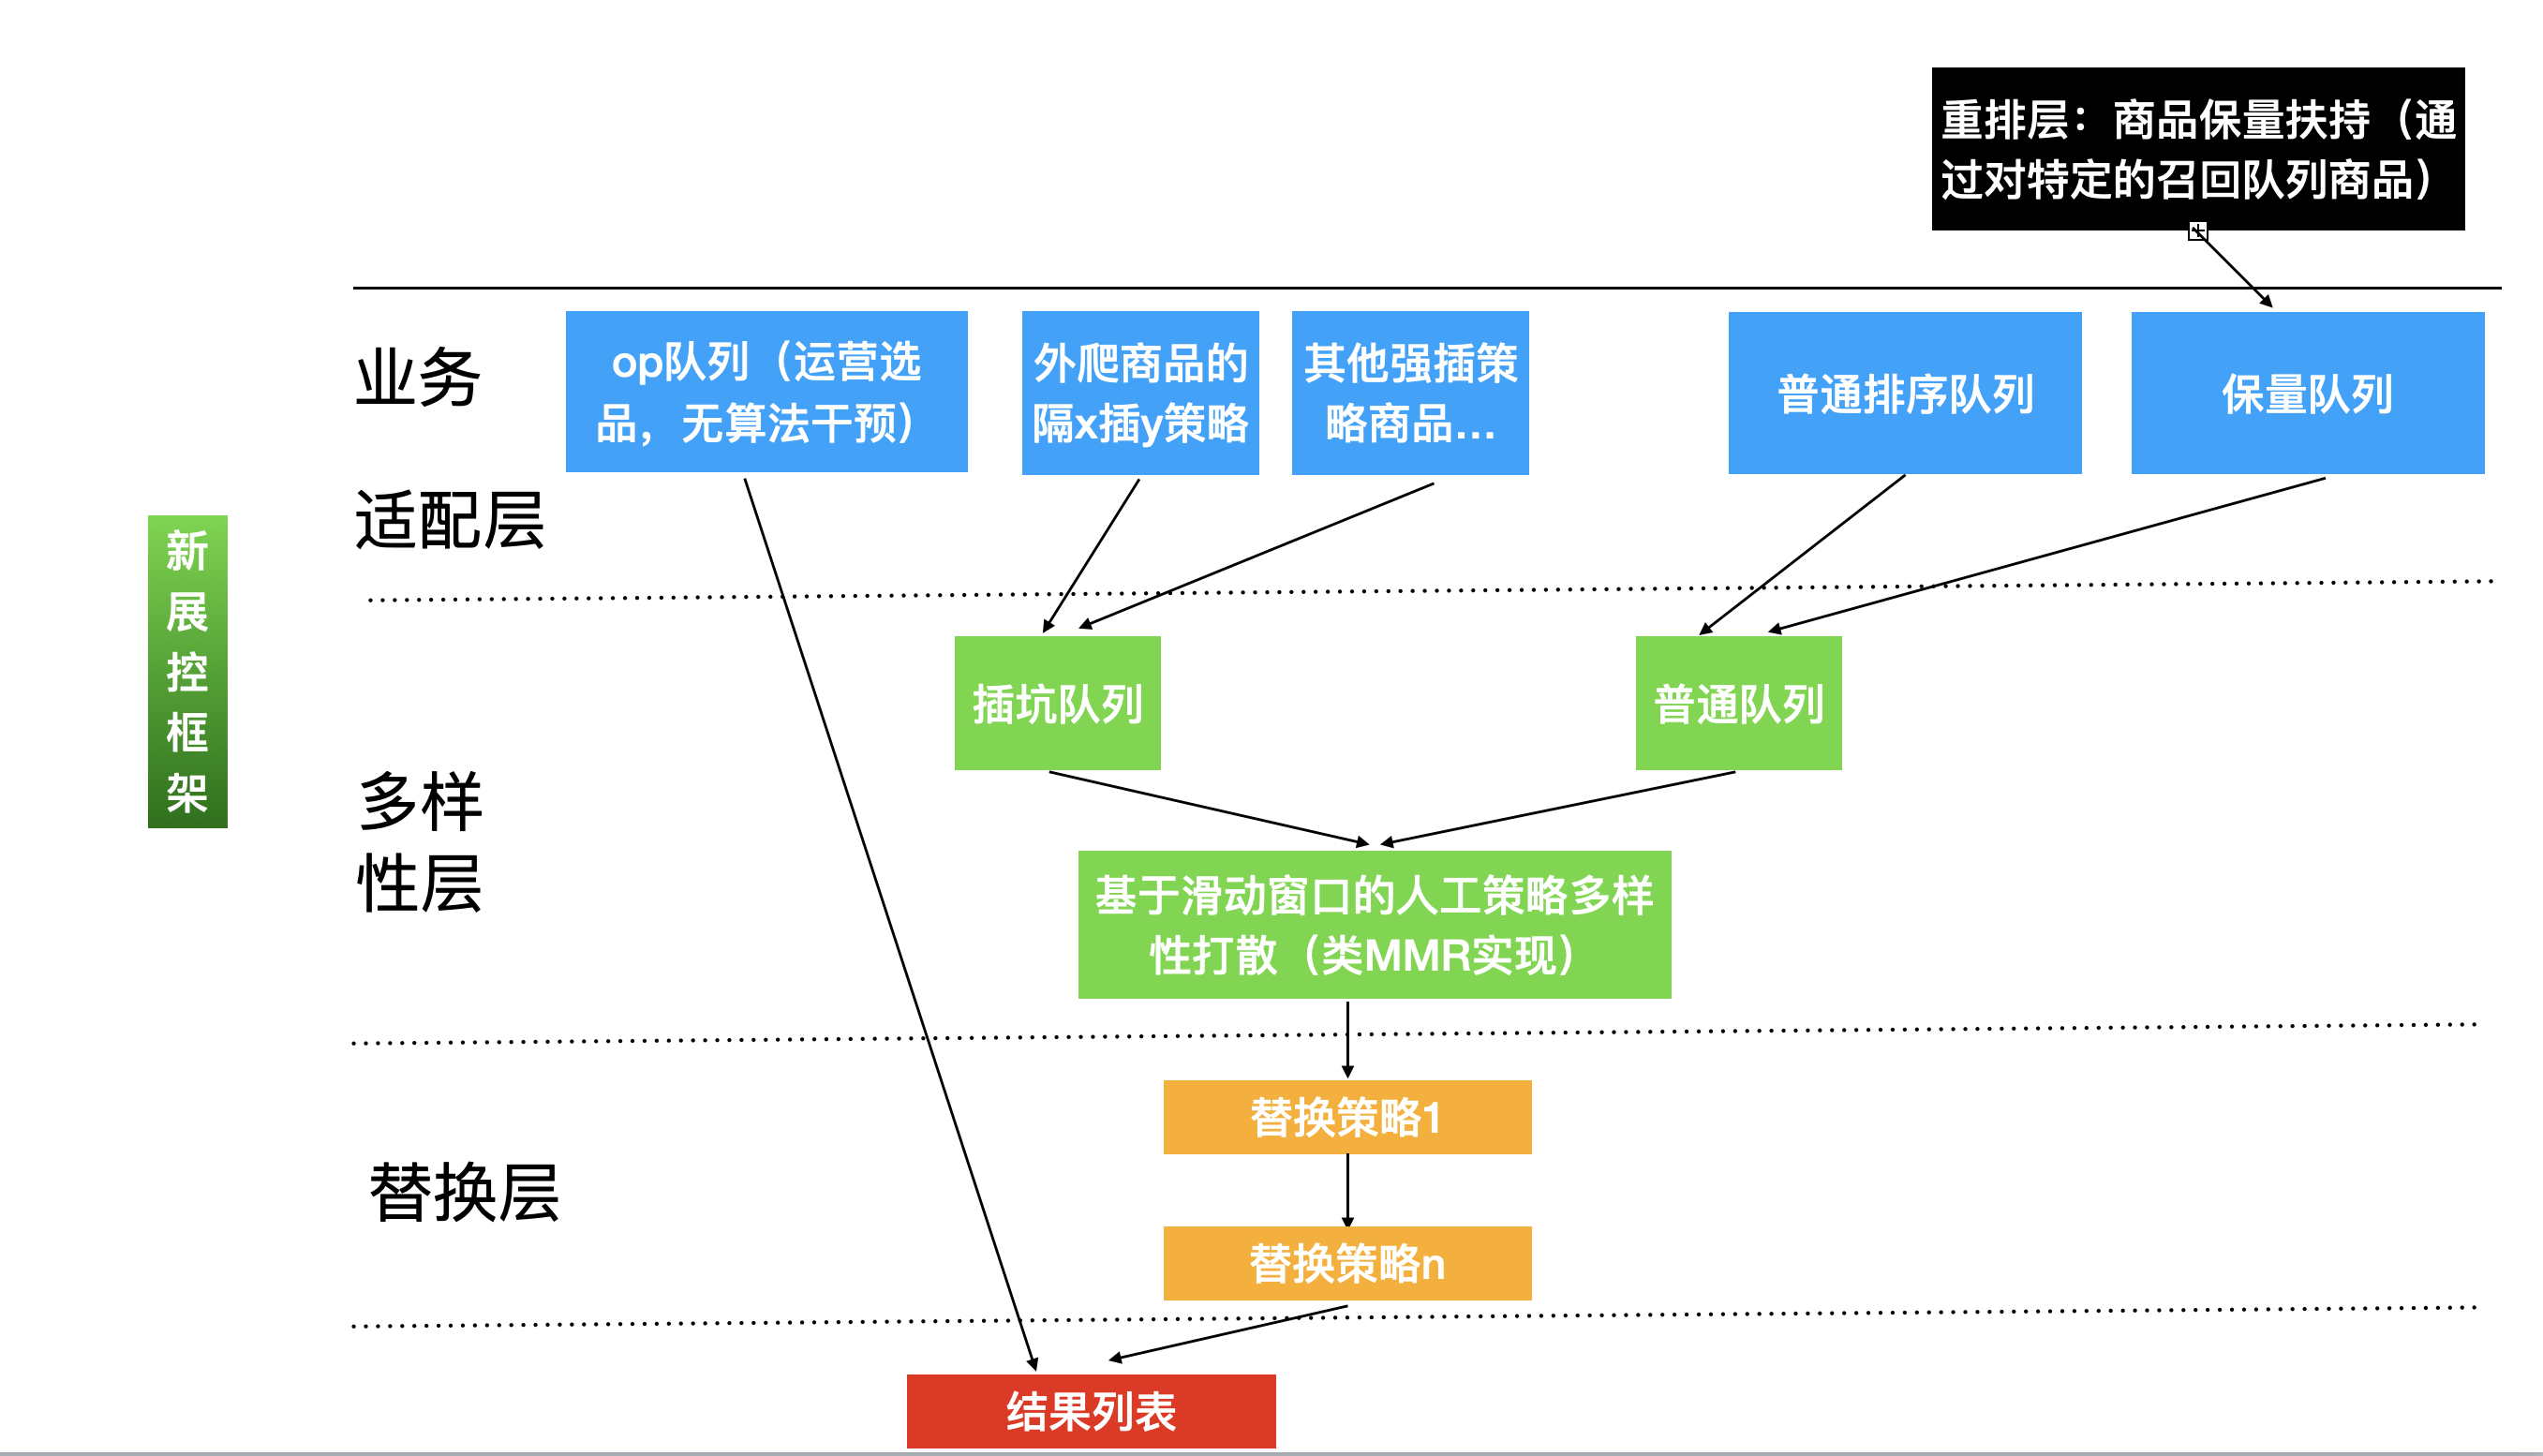 重排层：商品保量扶持（通
过对特定的召回队列商品）
业务
适配层
op队列（运营选
品，无算法干预）
外爬商品的
隔x插y策略
其他强插策
略商品...
普通排序队列
保量队列
新
展
控
框
架
多样
性层
插坑队列
普通队列
基于滑动窗口的人工策略多样
性打散（类MMR实现）
替换层
替换策略1
替换策略n
结果列表